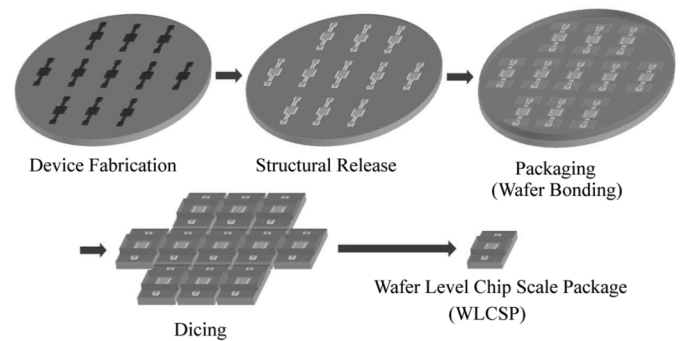 Device Fabrication
Structural Release
Packaging
(Wafer Bonding)
Dicing
Wafer Level Chip Scale Package
(WLCSP)